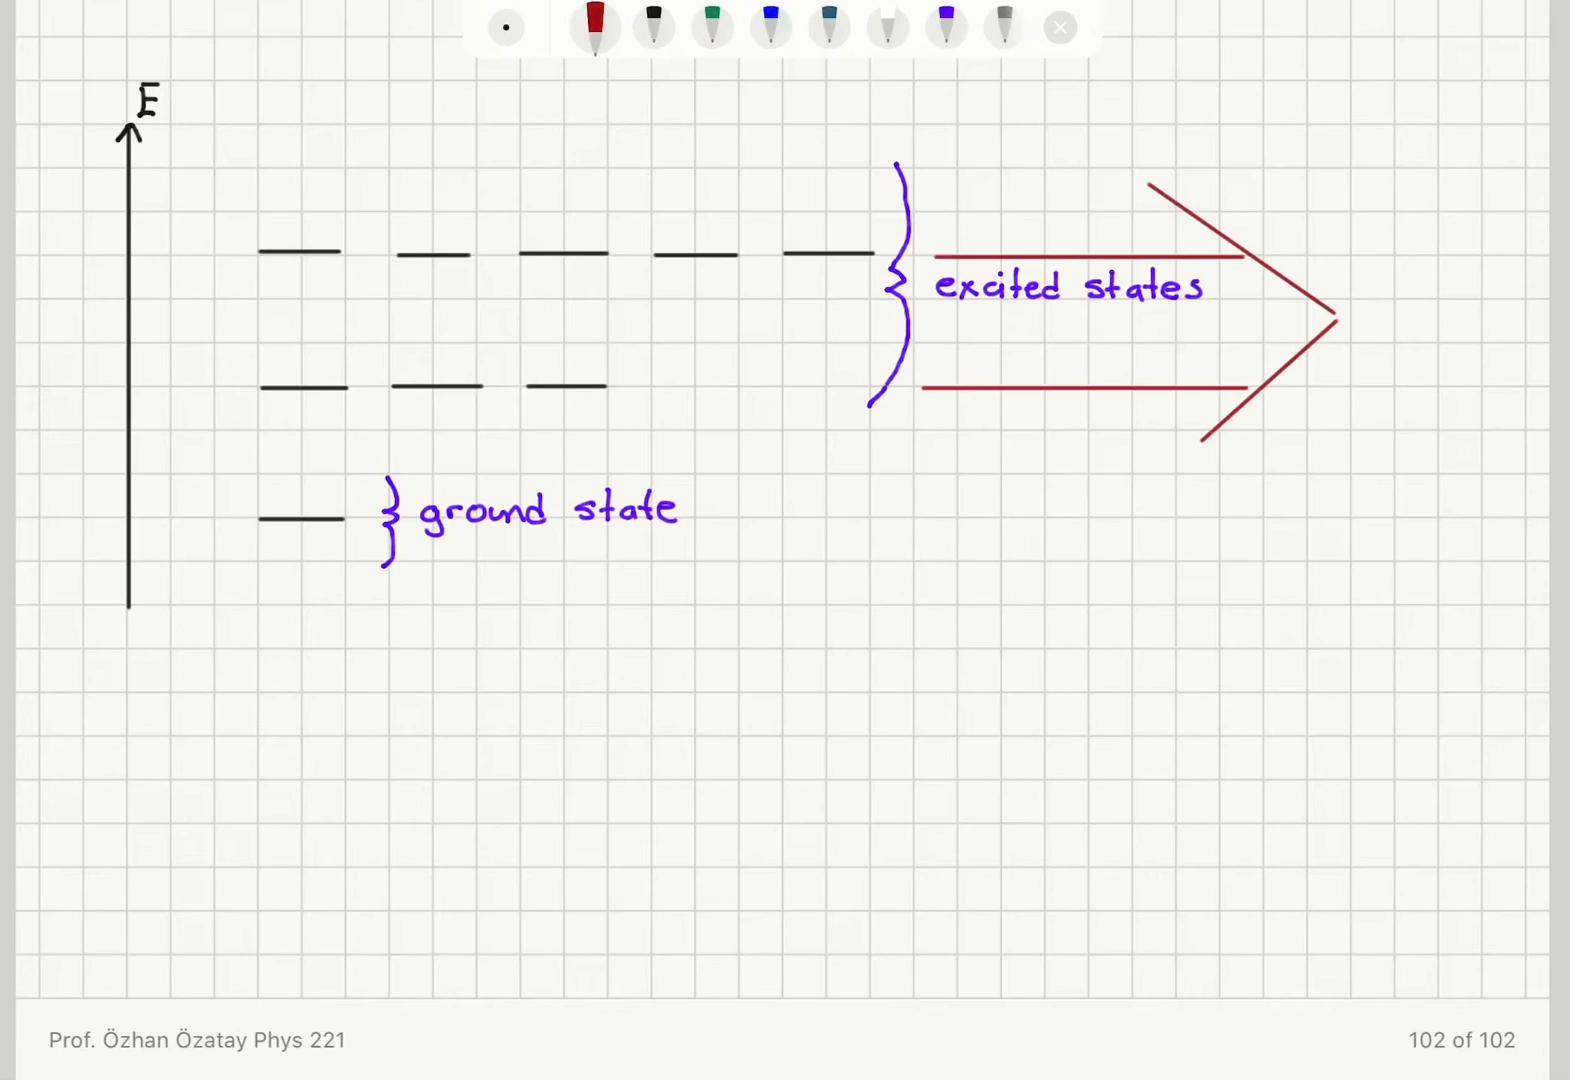 E
excited states
ground state
Prof. Özhan Özatay Phys 221
102 of 102